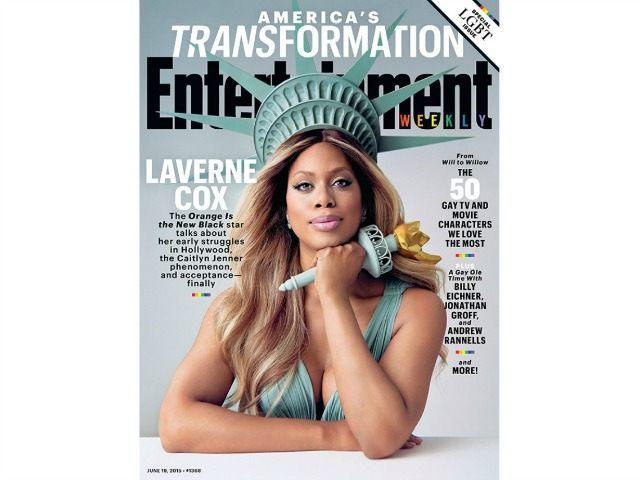 AMERICA'S
TRANSFORMATION
SPECIAL
LGBT
ISSUE
Entertainment
WEEKLY
LAVERNE
COX
The Orange Is
the New Black star
talks about
her early struggles
in Hollywood,
the Caitlyn Jenner
phenomenon,
and acceptance—
finally
From
Will to Willow
THE
50
GAY TV AND
MOVIE
CHARACTERS
WE LOVE
THE MOST
PLUS
A Gay Ole
Time With
BILLY
EICHNER,
JONATHAN
GROFF,
and
ANDREW
RANNELLS
and
MORE!
JUNE 19, 2015 • #1368